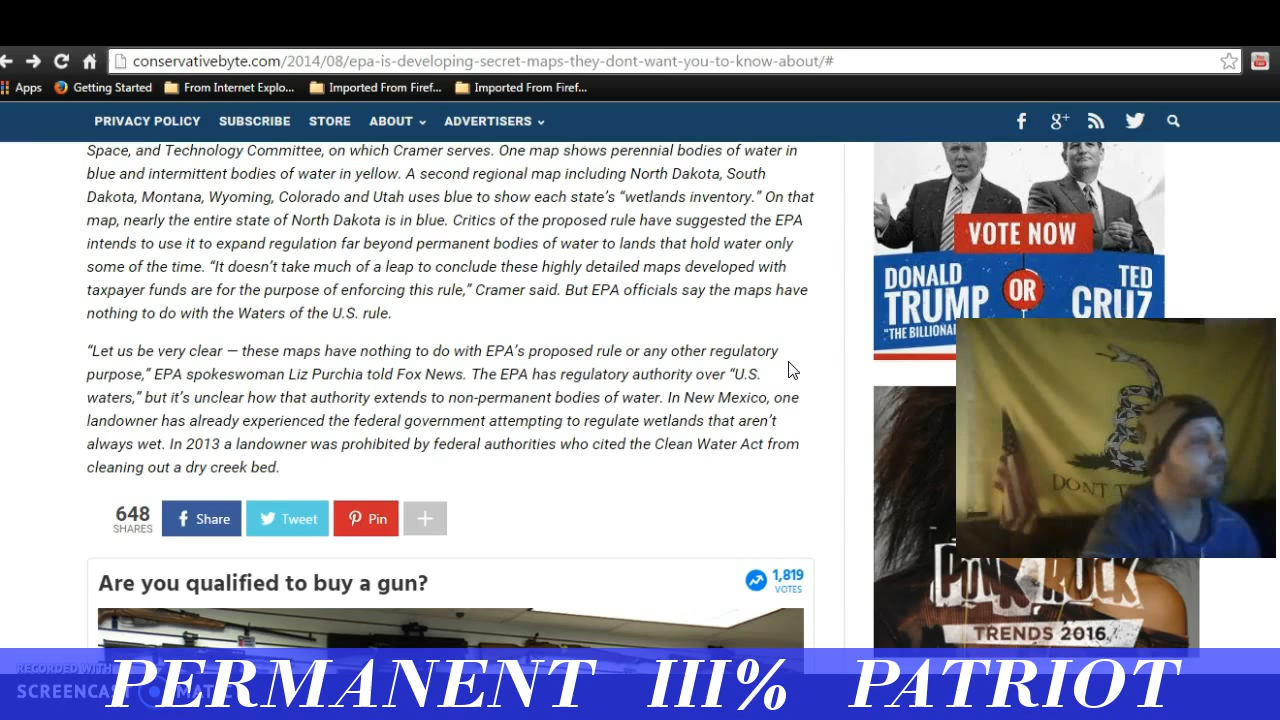 conservativebyte.com/2014/08/epa-is-developing-secret-maps-they-dont-want-you-to-know-about/#
Apps Getting Started From Internet Explo... Imported From Firef... Imported From Firef...
PRIVACY POLICY SUBSCRIBE STORE ABOUT ADVERTISERS
Space, and Technology Committee, on which Cramer serves. One map shows perennial bodies of water in
blue and intermittent bodies of water in yellow. A second regional map including North Dakota, South
Dakota, Montana, Wyoming, Colorado and Utah uses blue to show each state’s “wetlands inventory.” On that
map, nearly the entire state of North Dakota is in blue. Critics of the proposed rule have suggested the EPA
intends to use it to expand regulation far beyond permanent bodies of water to lands that hold water only
some of the time. “It doesn’t take much of a leap to conclude these highly detailed maps developed with
taxpayer funds are for the purpose of enforcing this rule,” Cramer said. But EPA officials say the maps have
nothing to do with the Waters of the U.S. rule.
“Let us be very clear — these maps have nothing to do with EPA’s proposed rule or any other regulatory
purpose,” EPA spokeswoman Liz Purchia told Fox News. The EPA has regulatory authority over “U.S.
waters,” but it’s unclear how that authority extends to non-permanent bodies of water. In New Mexico, one
landowner has already experienced the federal government attempting to regulate wetlands that aren’t
always wet. In 2013 a landowner was prohibited by federal authorities who cited the Clean Water Act from
cleaning out a dry creek bed.
648
SHARES
Share Tweet Pin
Are you qualified to buy a gun?
1,819
VOTES
VOTE NOW
DONALD
TRUMP
OR
TED
CRUZ
"THE BILLIONA
DONT T
PUNK ROCK
TRENDS 2016
RECORDED WITH
SCREENCAST MATIC
PERMANENT III% PATRIOT